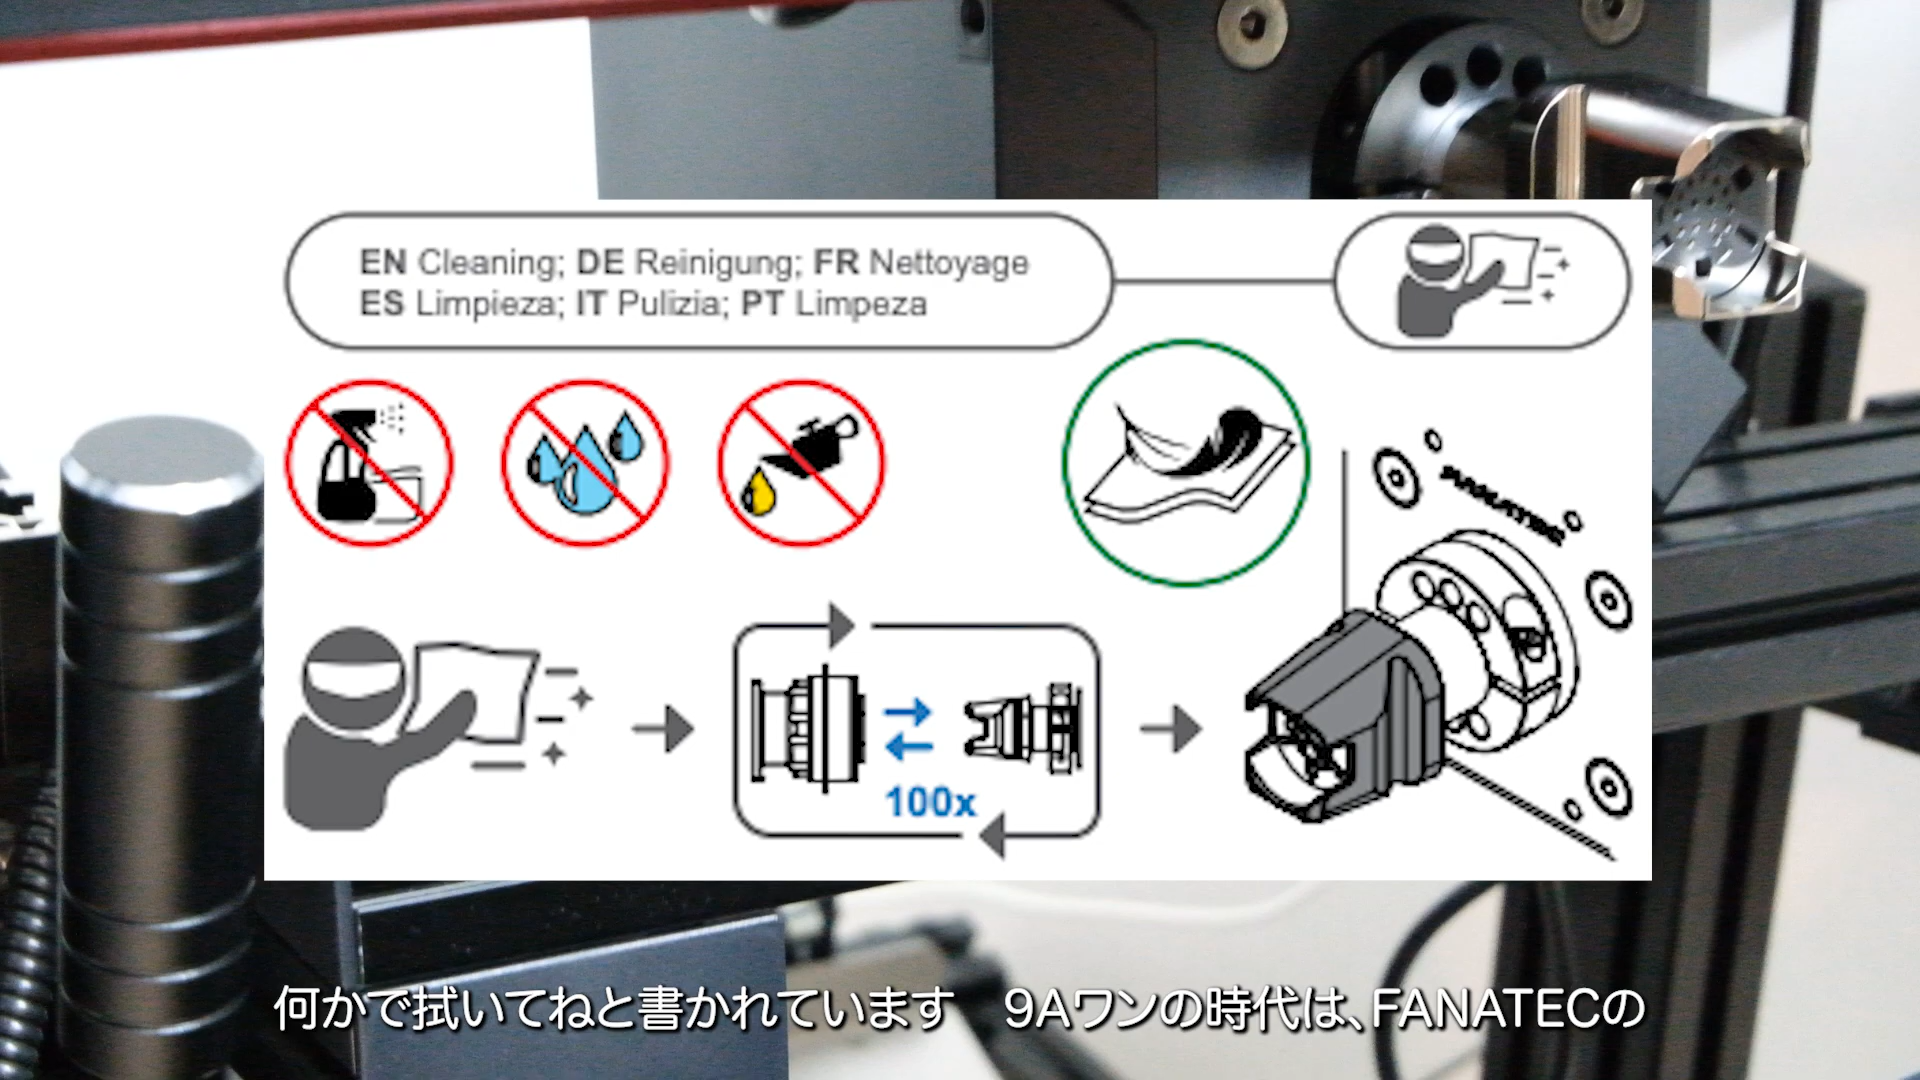 EN Cleaning; DE Reinigung; FR Nettoyage
ES Limpieza; IT Pulizia; PT Limpeza
FANATEC
100x
何かで拭いてねと書かれています　9Aワンの時代は、FANATECの